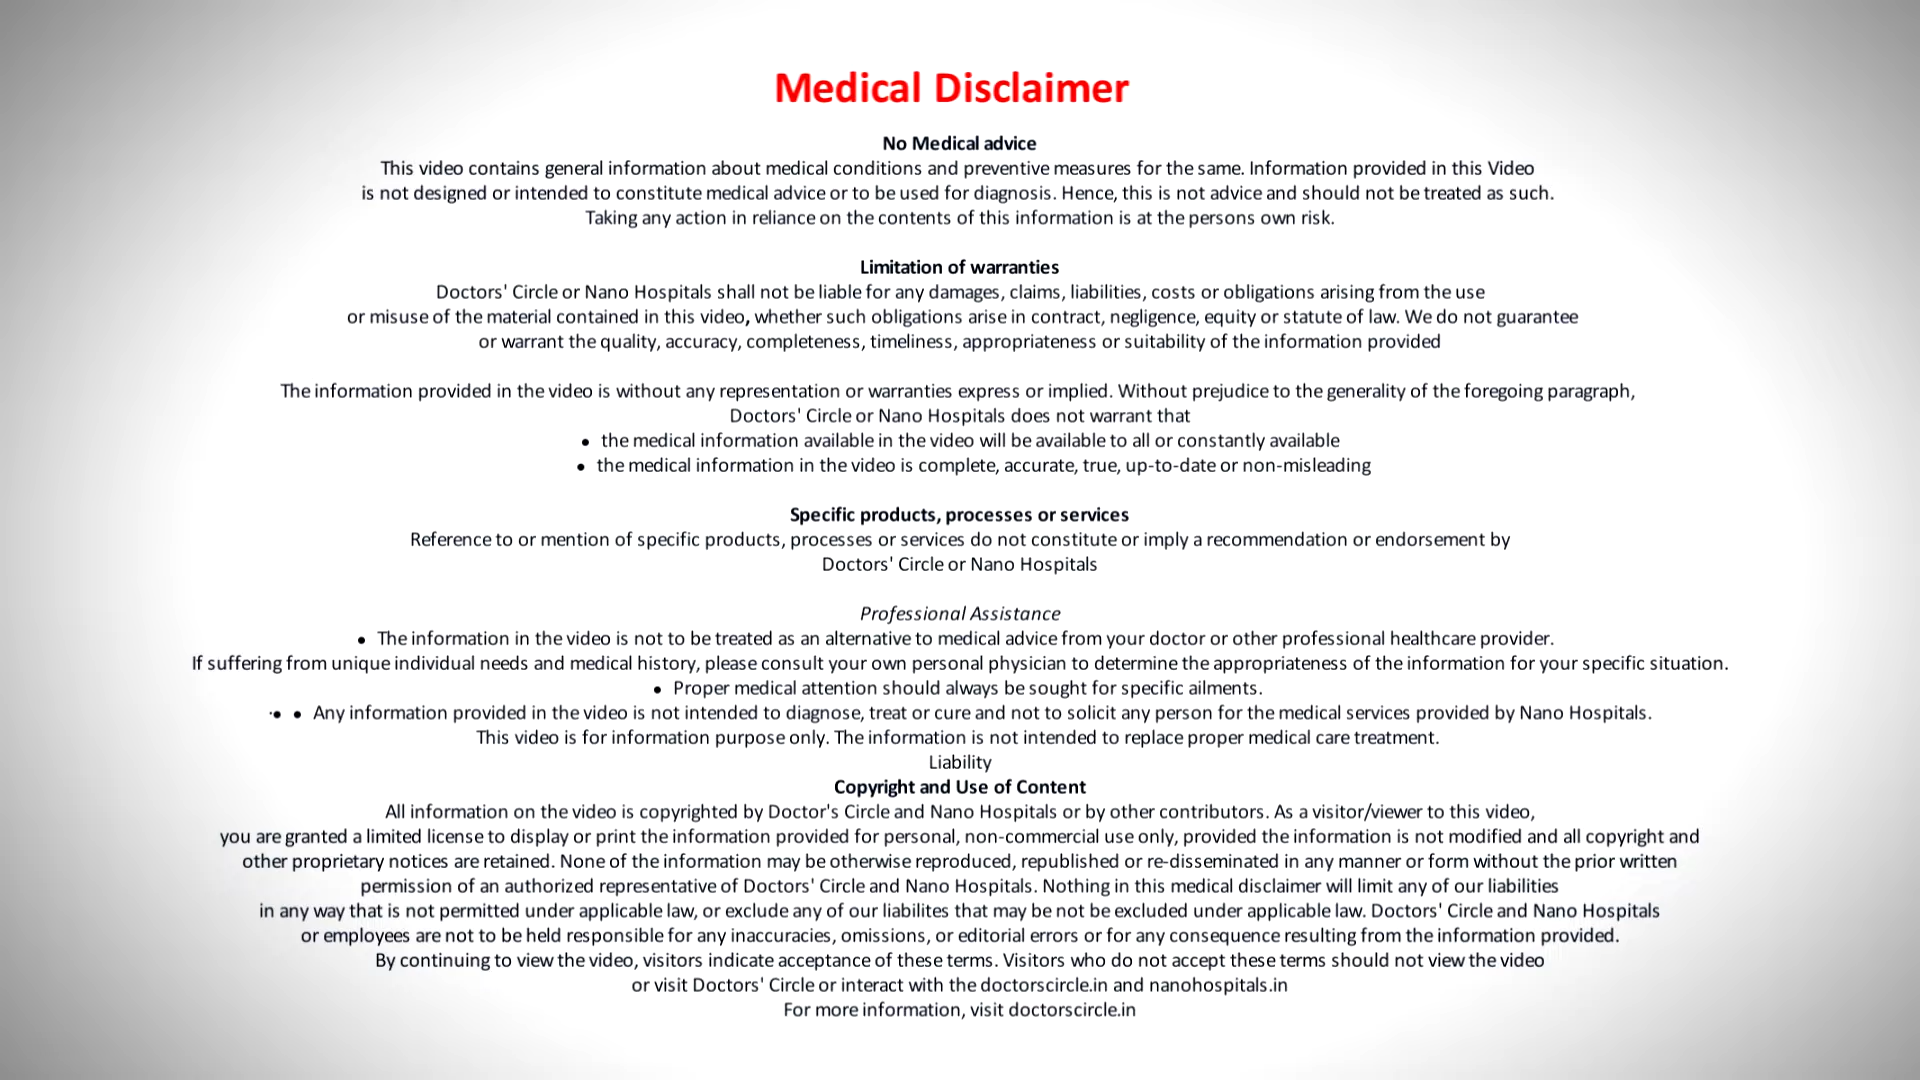 Medical Disclaimer
No Medical advice
This video contains general information about medical conditions and preventive measures for the same. Information provided in this Video
is not designed or intended to constitute medical advice or to be used for diagnosis. Hence, this is not advice and should not be treated as such.
Taking any action in reliance on the contents of this information is at the persons own risk.
Limitation of warranties
Doctors' Circle or Nano Hospitals shall not be liable for any damages, claims, liabilities, costs or obligations arising from the use
or misuse of the material contained in this video, whether such obligations arise in contract, negligence, equity or statute of law. We do not guarantee
or warrant the quality, accuracy, completeness, timeliness, appropriateness or suitability of the information provided
The information provided in the video is without any representation or warranties express or implied. Without prejudice to the generality of the foregoing paragraph,
Doctors' Circle or Nano Hospitals does not warrant that
• the medical information available in the video will be available to all or constantly available
• the medical information in the video is complete, accurate, true, up-to-date or non-misleading
Specific products, processes or services
Reference to or mention of specific products, processes or services do not constitute or imply a recommendation or endorsement by
Doctors' Circle or Nano Hospitals
Professional Assistance
• The information in the video is not to be treated as an alternative to medical advice from your doctor or other professional healthcare provider.
If suffering from unique individual needs and medical history, please consult your own personal physician to determine the appropriateness of the information for your specific situation.
• Proper medical attention should always be sought for specific ailments.
·• • Any information provided in the video is not intended to diagnose, treat or cure and not to solicit any person for the medical services provided by Nano Hospitals.
This video is for information purpose only. The information is not intended to replace proper medical care treatment.
Liability
Copyright and Use of Content
All information on the video is copyrighted by Doctor's Circle and Nano Hospitals or by other contributors. As a visitor/viewer to this video,
you are granted a limited license to display or print the information provided for personal, non-commercial use only, provided the information is not modified and all copyright and
other proprietary notices are retained. None of the information may be otherwise reproduced, republished or re-disseminated in any manner or form without the prior written
permission of an authorized representative of Doctors' Circle and Nano Hospitals. Nothing in this medical disclaimer will limit any of our liabilities
in any way that is not permitted under applicable law, or exclude any of our liabilites that may be not be excluded under applicable law. Doctors' Circle and Nano Hospitals
or employees are not to be held responsible for any inaccuracies, omissions, or editorial errors or for any consequence resulting from the information provided.
By continuing to view the video, visitors indicate acceptance of these terms. Visitors who do not accept these terms should not view the video
or visit Doctors' Circle or interact with the doctorscircle.in and nanohospitals.in
For more information, visit doctorscircle.in